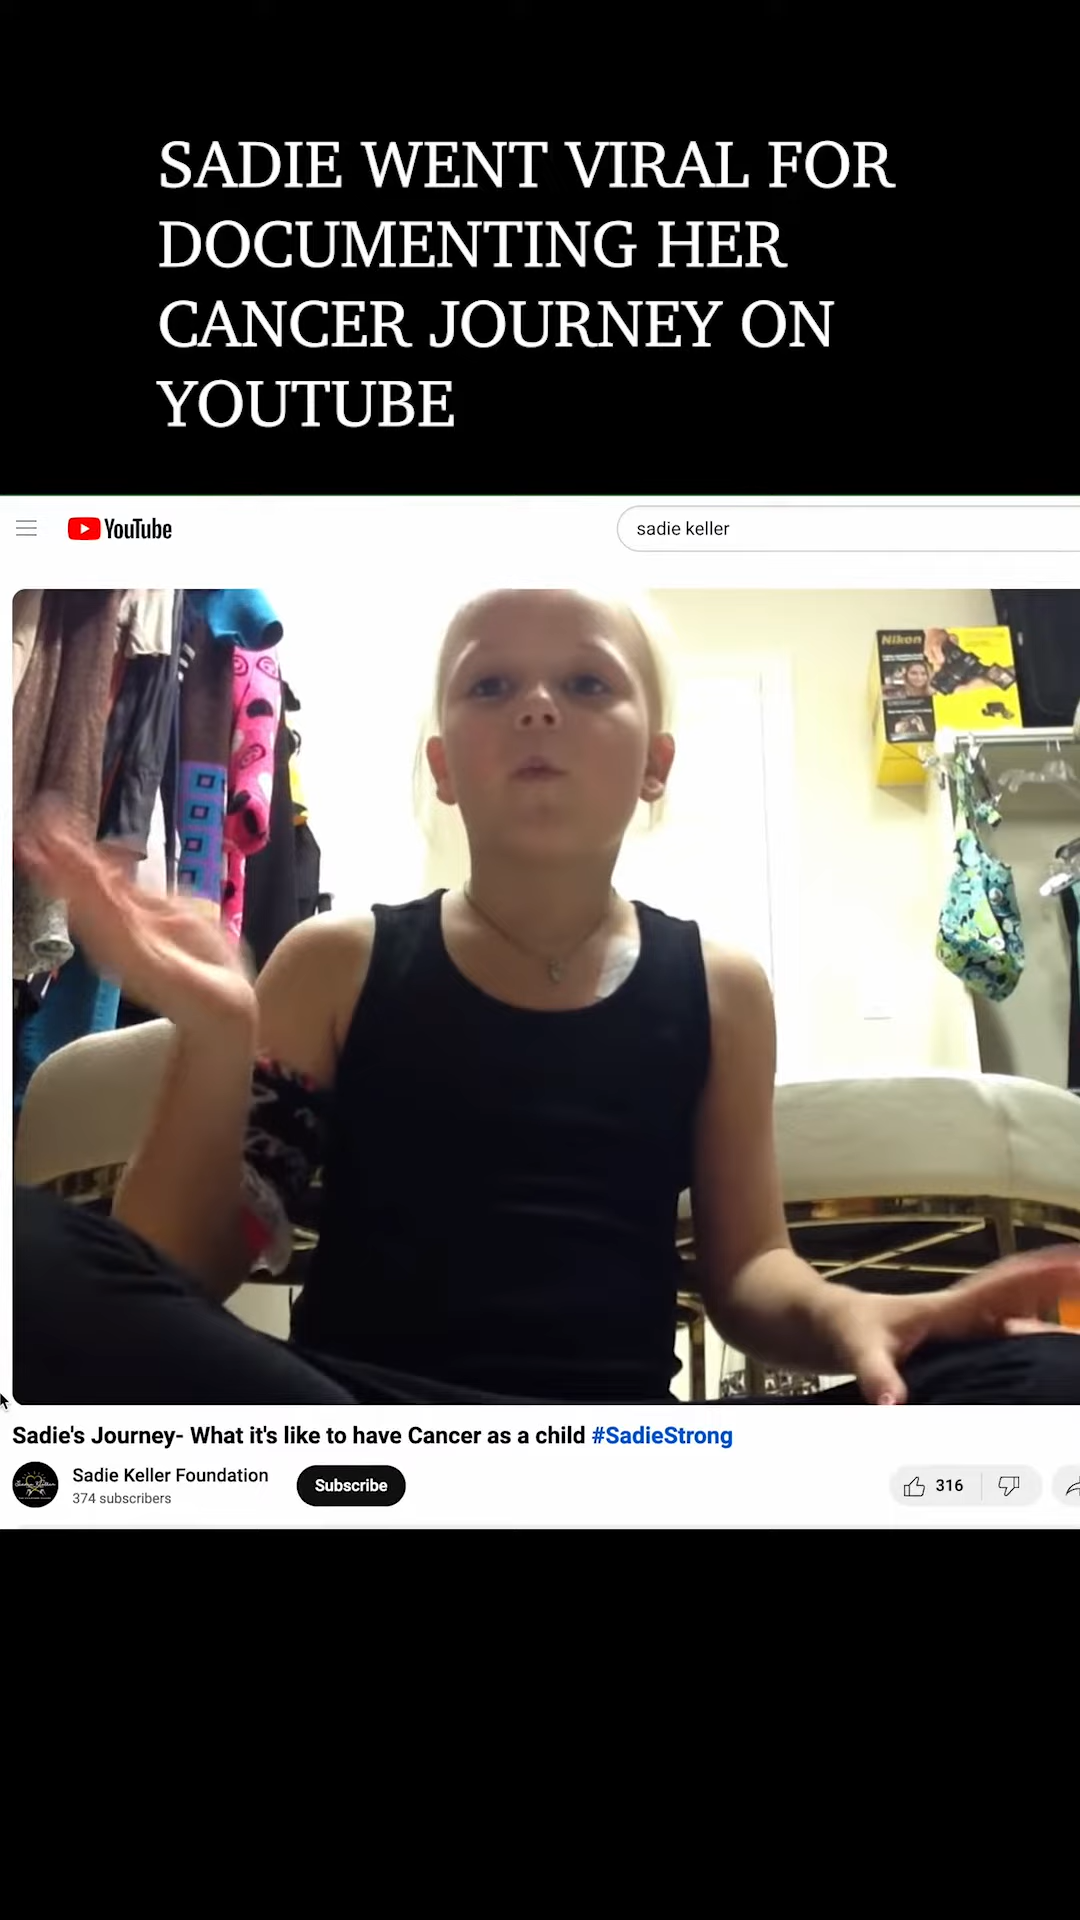 SADIE WENT VIRAL FOR
DOCUMENTING HER
CANCER JOURNEY ON
YOUTUBE
YouTube
sadie keller
Nikon
Sadie's Journey- What it's like to have Cancer as a child #SadieStrong
Sadie Keller Foundation
374 subscribers
Subscribe
316